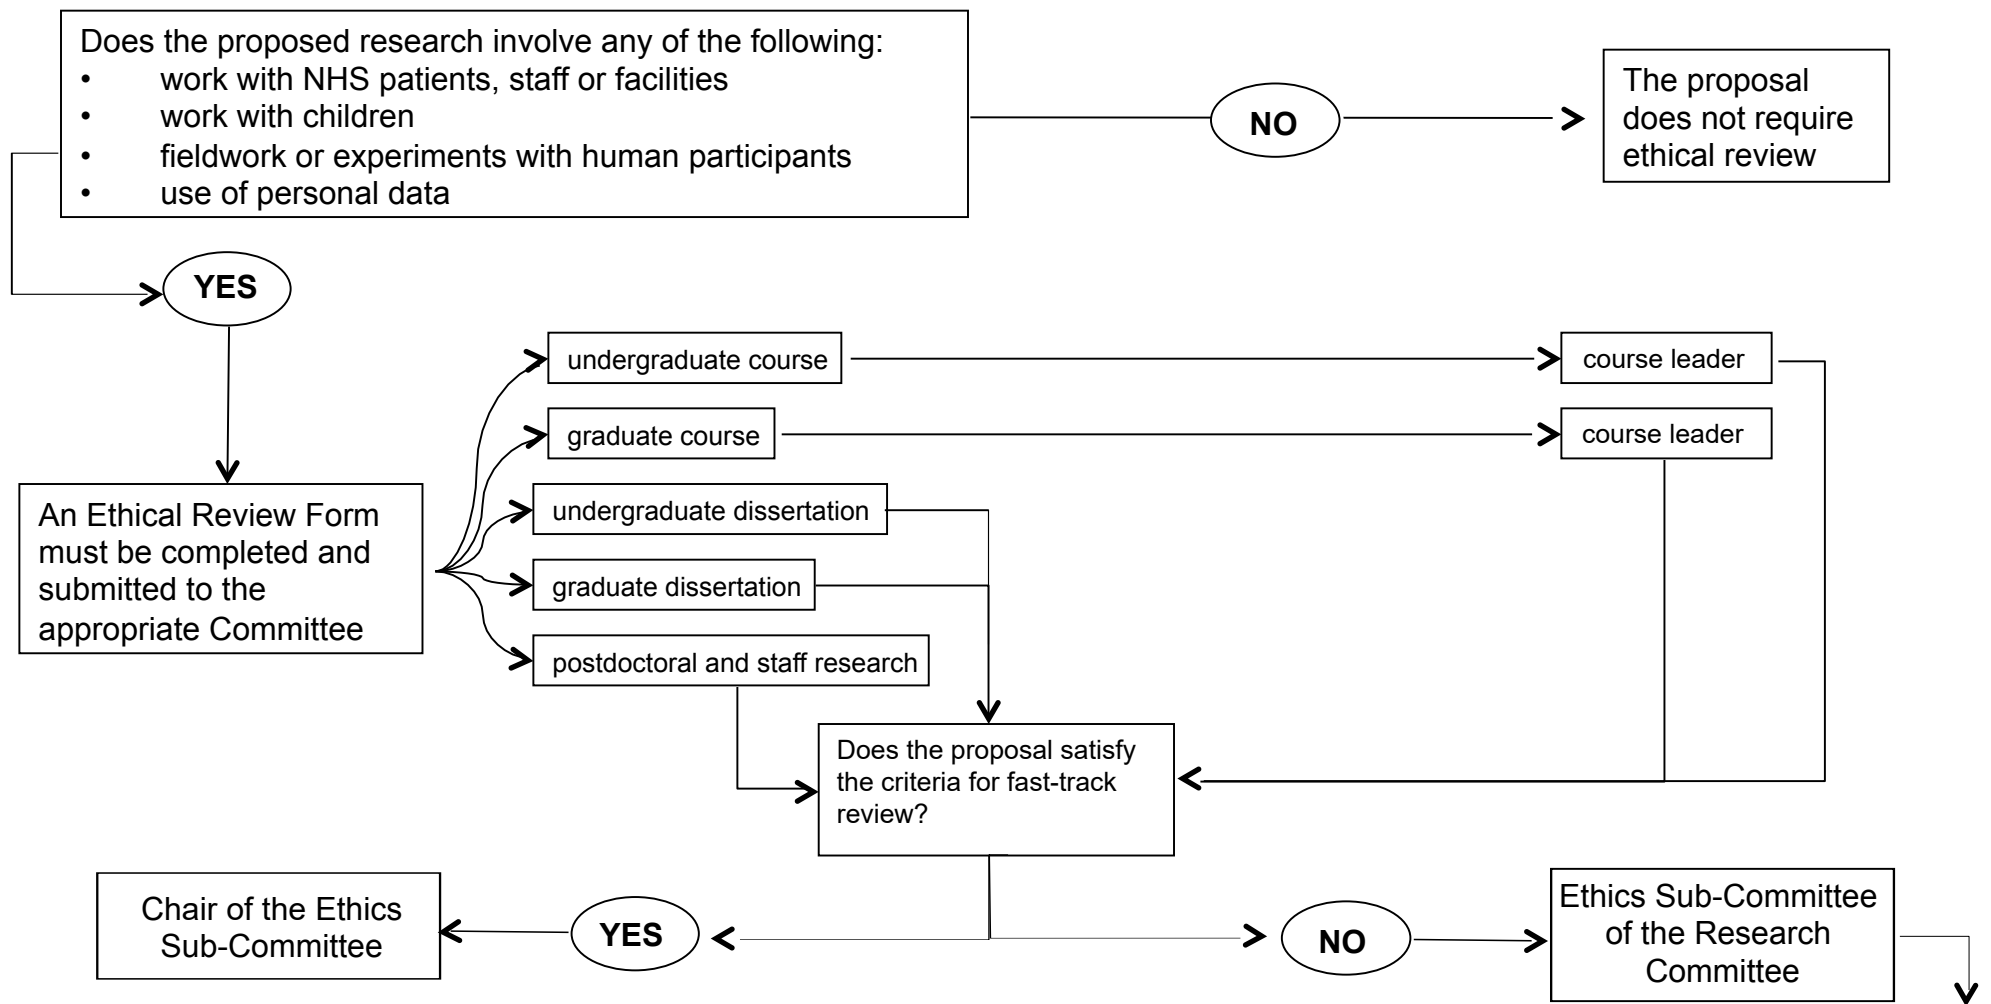 Does the proposed research involve any of the following:
• work with NHS patients, staff or facilities
• work with children
• fieldwork or experiments with human participants
• use of personal data
NO
The proposal
does not require
ethical review
YES
undergraduate course
course leader
graduate course
course leader
An Ethical Review Form
must be completed and
submitted to the
appropriate Committee
undergraduate dissertation
graduate dissertation
postdoctoral and staff research
Does the proposal satisfy
the criteria for fast-track
review?
Chair of the Ethics
Sub-Committee
YES
NO
Ethics Sub-Committee
of the Research
Committee